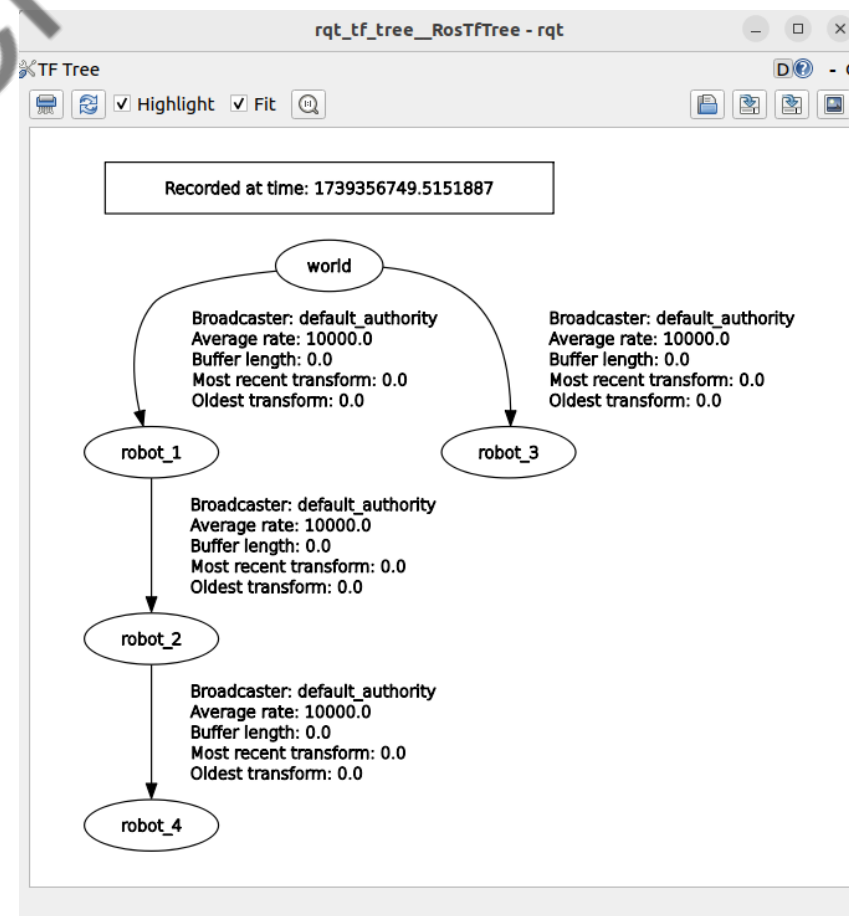 rqt_tf_tree__RosTfTree - rqt
TF Tree
D
-
Highlight
Fit
Recorded at time: 1739356749.5151887
world
Broadcaster: default_authority
Average rate: 10000.0
Buffer length: 0.0
Most recent transform: 0.0
Oldest transform: 0.0
Broadcaster: default_authority
Average rate: 10000.0
Buffer length: 0.0
Most recent transform: 0.0
Oldest transform: 0.0
robot_1
robot_3
Broadcaster: default_authority
Average rate: 10000.0
Buffer length: 0.0
Most recent transform: 0.0
Oldest transform: 0.0
robot_2
Broadcaster: default_authority
Average rate: 10000.0
Buffer length: 0.0
Most recent transform: 0.0
Oldest transform: 0.0
robot_4